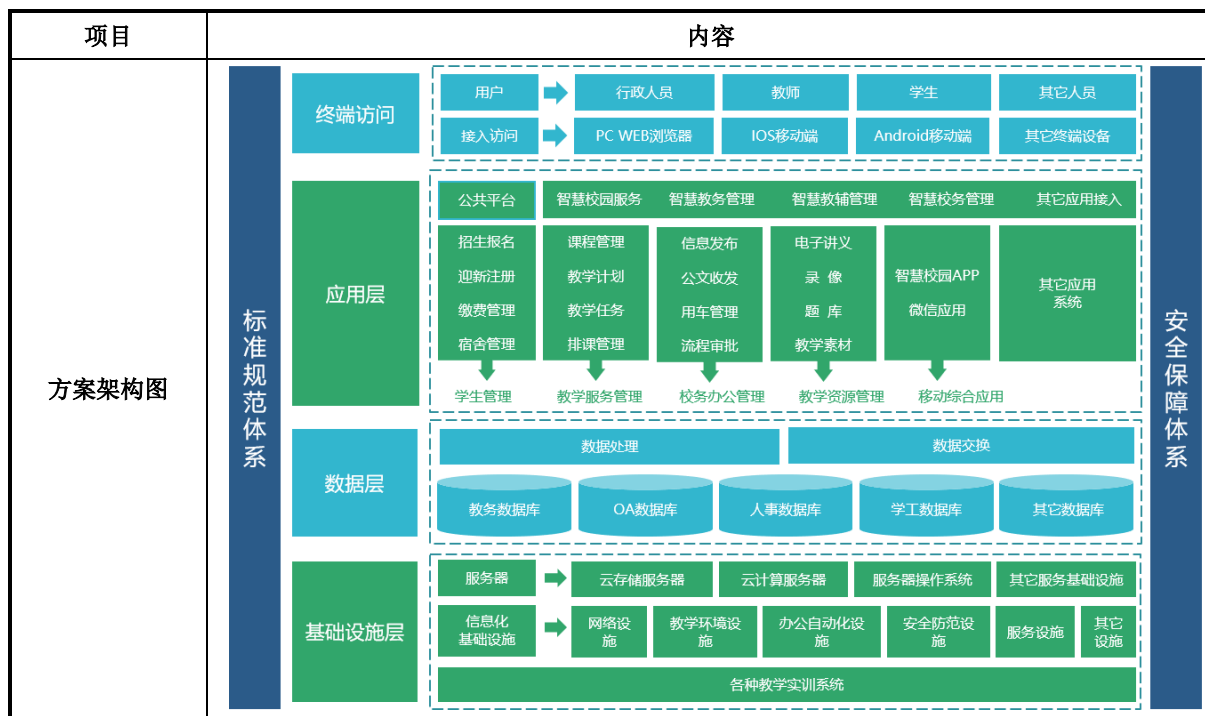 项目
内容
方案架构图
标准规范体系
终端访问
用户
行政人员
教师
学生
其它人员
接入访问
PC WEB浏览器
IOS移动端
Android移动端
其它终端设备
应用层
公共平台
智慧校园服务
智慧教务管理
智慧教辅管理
智慧校务管理
其它应用接入
招生报名
迎新注册
缴费管理
宿舍管理
学生管理
课程管理
教学计划
教学任务
排课管理
教学服务管理
信息发布
公文收发
用车管理
流程审批
校务办公管理
电子讲义
录 像
题 库
教学素材
教学资源管理
智慧校园APP
微信应用
移动综合应用
其它应用
系统
数据层
数据处理
数据交换
教务数据库
OA数据库
人事数据库
学工数据库
其它数据库
基础设施层
服务器
云存储服务器
云计算服务器
服务器操作系统
其它服务基础设施
信息化
基础设施
网络设
施
教学环境设
施
办公自动化设
施
安全防范设
施
服务设施
其它
设施
各种教学实训系统
安全保障体系